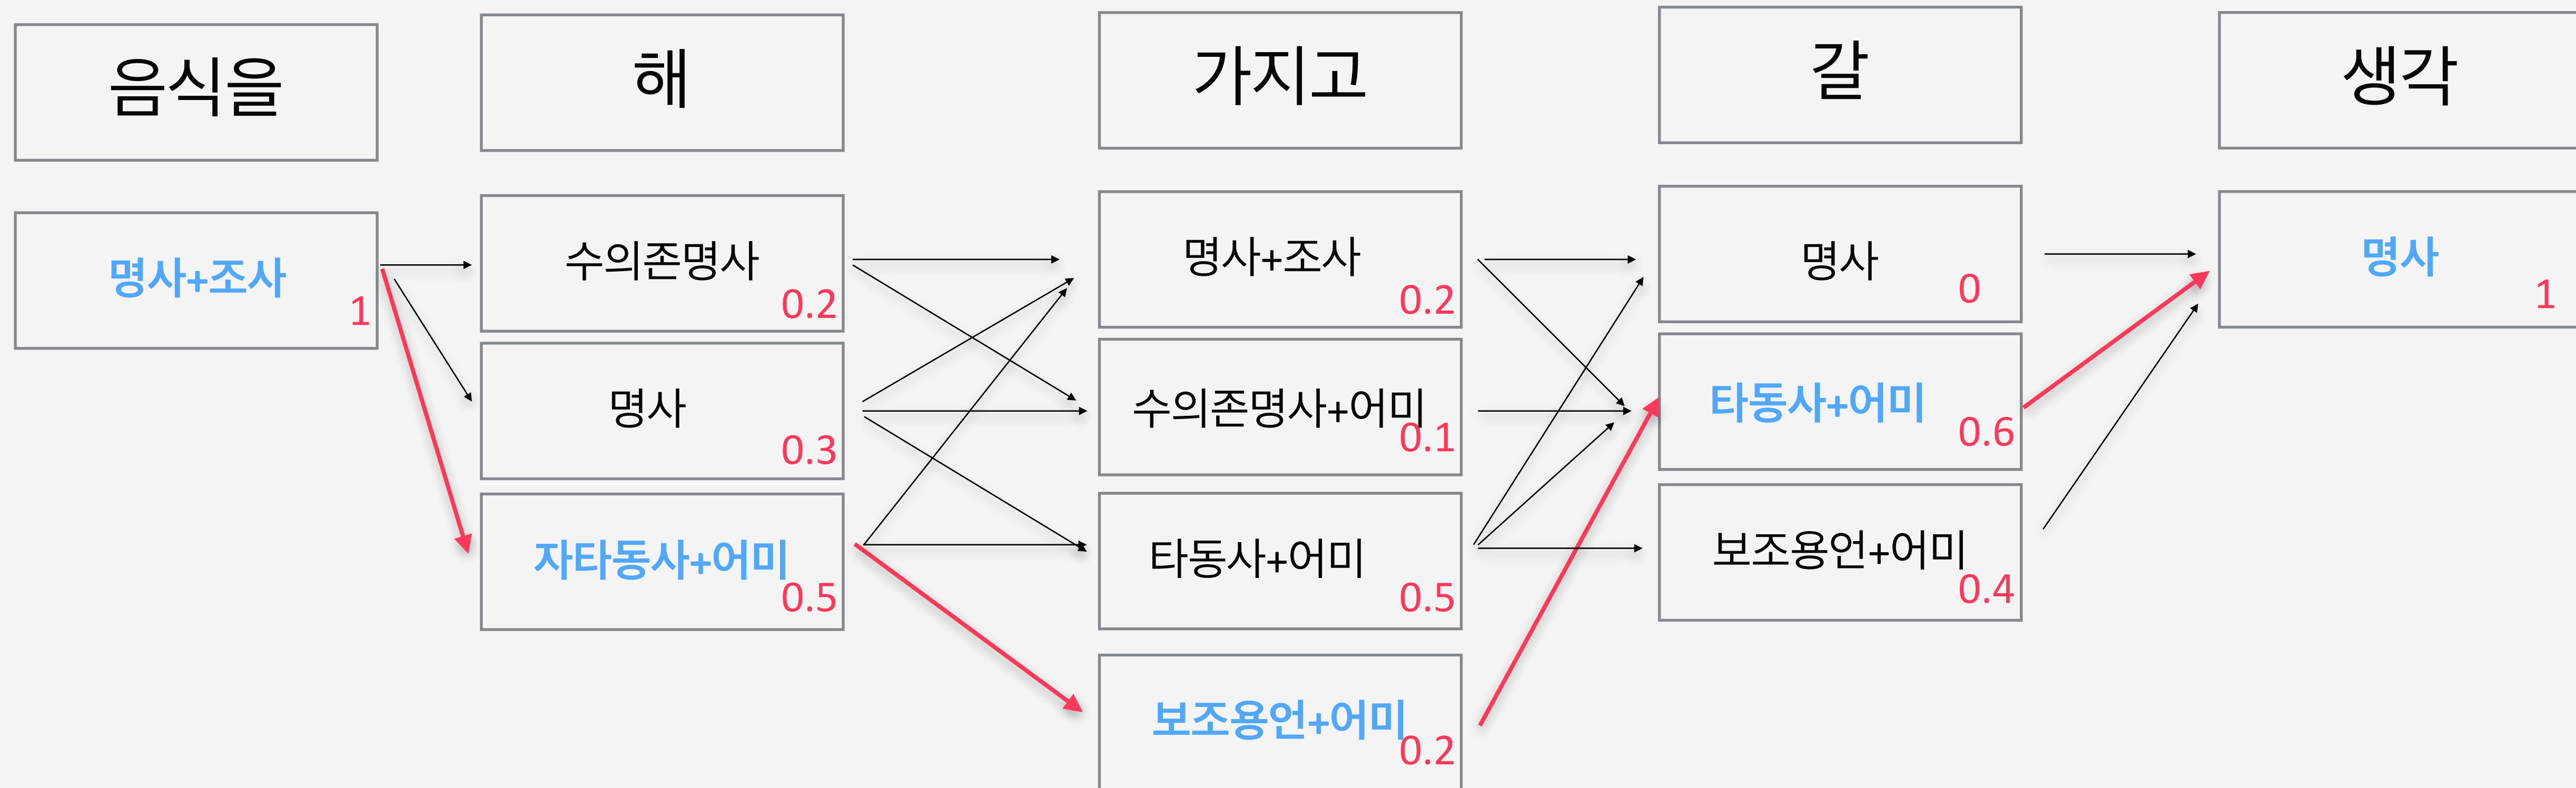 음식을
해
가지고
갈
생각
명사+조사
1
수의존명사
0.2
명사
0.3
자타동사+어미
0.5
명사+조사
0.2
수의존명사+어미
0.1
타동사+어미
0.5
보조용언+어미
0.2
명사
0
타동사+어미
0.6
보조용언+어미
0.4
명사
1